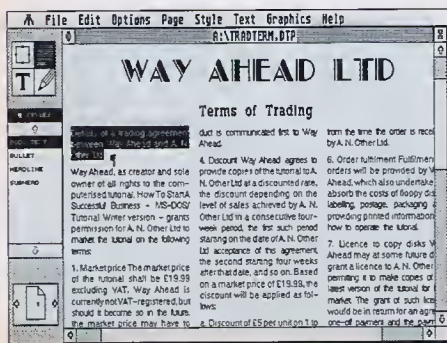 File Edit Options Page Style Text Graphics Help
A:\TRADTERM.DTP
WAY AHEAD LTD
Terms of Trading
T
BULLET
HEADLINE
SUBHEAD
Details of a trading agreement
between Way Ahead and A. N.
Other Ltd.
Way Ahead, as creator and sole
owner of all rights to the com-
puterised tutorial, How To Start A
Successful Business - MS-DOS/
Tutorial Writer version - grants
permission for A. N. Other Ltd to
market the tutorial on the following
terms:
1. Market price The market price
of the tutorial shall be £19.99
excluding VAT. Way Ahead is
currently not VAT-registered, but
should it become so in the future,
the market price may have to
duct is communicated first to Way
Ahead.
4. Discount Way Ahead agrees to
provide copies of the tutorial to A.
N. Other Ltd at a discounted rate,
the discount depending on the
level of sales achieved by A. N.
Other Ltd in a consecutive four-
week period, the first such period
starting on the date of A. N. Other
Ltd acceptance of this agreement,
the second starting four weeks
after that date, and so on. Based
on a market price of £19.99, the
discount will be applied as fol-
lows:
a. Discount of £5 per unit on 1 to
from the time the order is
by A. N. Other Ltd.
6. Order fulfilment
orders will be provided by
Ahead, which also
absorb the costs of floppy
labelling, postage, packaging
providing printed information
how to operate the tutorial.
7. Licence to copy disks
Ahead may at some future
grant a licence to A. N. Other
permitting it to make copies of
latest version of the tutorial for
market. The grant of such
would be in return for an
one-off payment and the